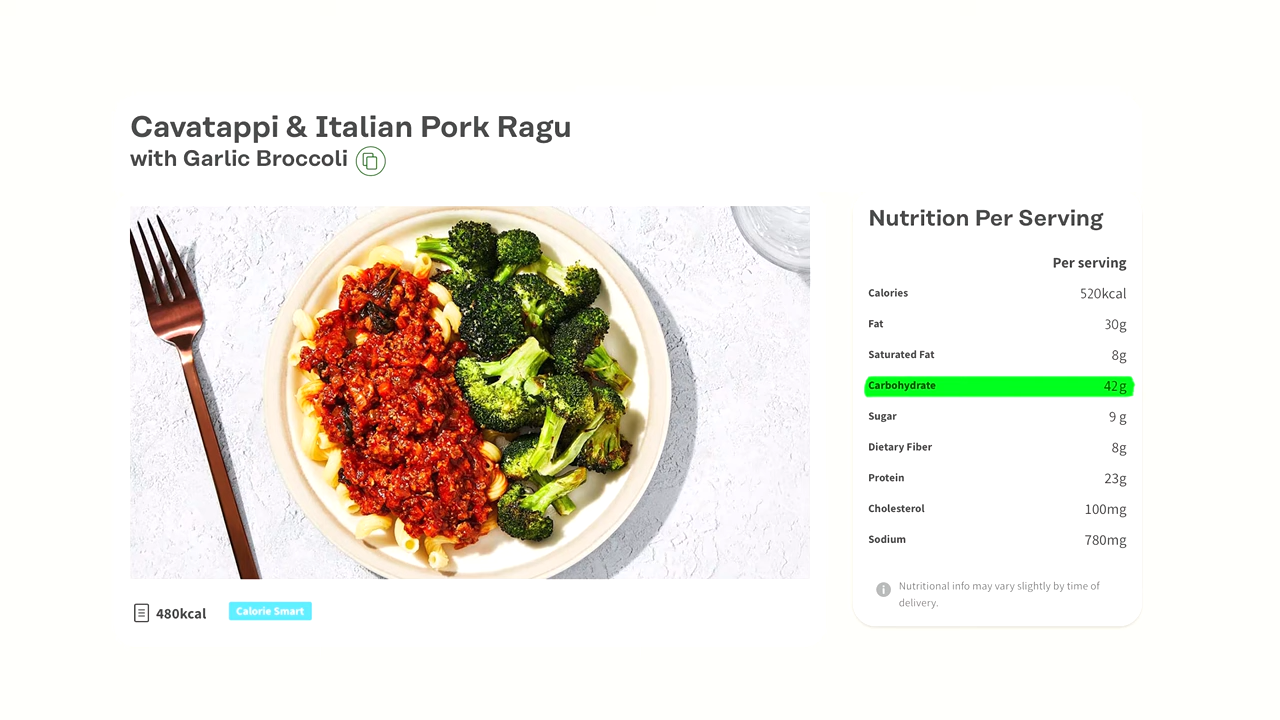 Cavatappi & Italian Pork Ragu
with Garlic Broccoli
Nutrition Per Serving
Per serving
Calories 520kcal
Fat 30g
Saturated Fat 8g
Carbohydrate 42g
Sugar 9 g
Dietary Fiber 8g
Protein 23g
Cholesterol 100mg
Sodium 780mg
Nutritional info may vary slightly by time of
delivery.
480kcal Calorie Smart